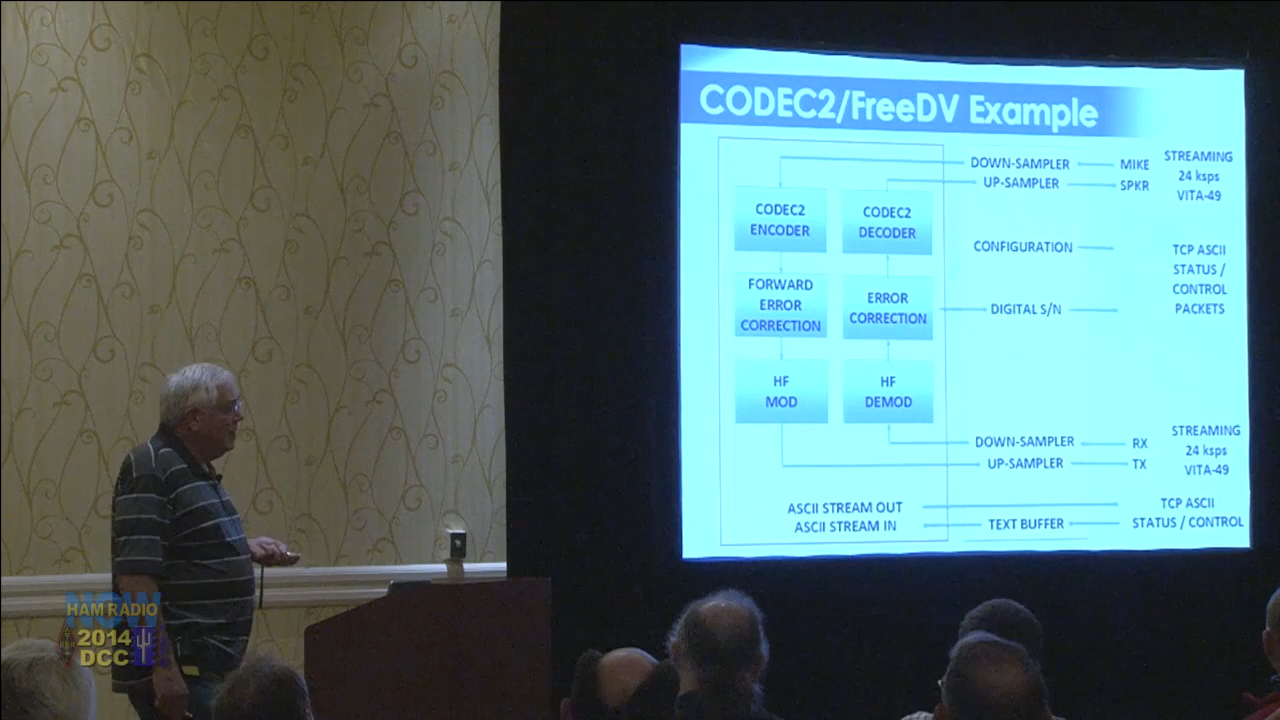 CODEC2/FreeDV Example
DOWN-SAMPLER
MIKE
UP-SAMPLER
SPKR
STREAMING
24 ksps
VITA-49
CODEC2
ENCODER
CODEC2
DECODER
CONFIGURATION
TCP ASCII
STATUS /
CONTROL
PACKETS
FORWARD
ERROR
CORRECTION
ERROR
CORRECTION
DIGITAL S/N
HF
MOD
HF
DEMOD
DOWN-SAMPLER
RX
UP-SAMPLER
TX
STREAMING
24 ksps
VITA-49
ASCII STREAM OUT
TCP ASCII
ASCII STREAM IN
TEXT BUFFER
STATUS / CONTROL
NOW
HAM RADIO
2014
DCC